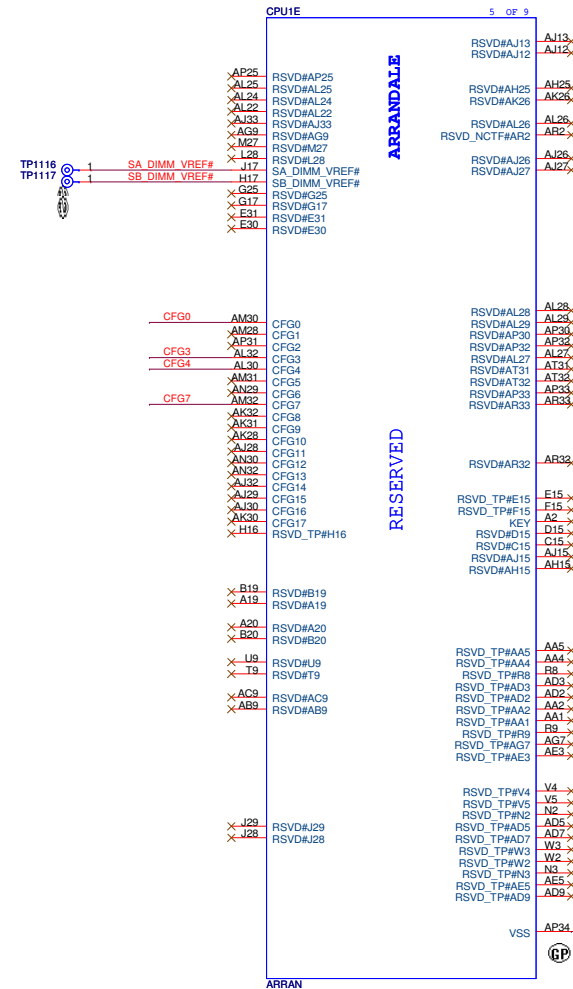 CPU1E 5 OF 9
ARRANDALE
RESERVED
AP25 RSVD#AP25
AL25 RSVD#AL25
AL24 RSVD#AL24
AL22 RSVD#AL22
AJ33 RSVD#AJ33
AG9 RSVD#AG9
M27 RSVD#M27
L28 RSVD#L28
TP1116 1 SA_DIMM_VREF# J17 SA_DIMM_VREF#
TP1117 1 SB_DIMM_VREF# H17 SB_DIMM_VREF#
G25 RSVD#G25
G17 RSVD#G17
E31 RSVD#E31
E30 RSVD#E30
CFG0 AM30 CFG0
AM28 CFG1
AP31 CFG2
CFG3 AL32 CFG3
CFG4 AL30 CFG4
AM31 CFG5
AN29 CFG6
CFG7 AM32 CFG7
AK32 CFG8
AK31 CFG9
AK28 CFG10
AJ28 CFG11
AN30 CFG12
AN32 CFG13
AJ32 CFG14
AJ29 CFG15
AJ30 CFG16
AK30 CFG17
H16 RSVD_TP#H16
B19 RSVD#B19
A19 RSVD#A19
A20 RSVD#A20
B20 RSVD#B20
U9 RSVD#U9
T9 RSVD#T9
AC9 RSVD#AC9
AB9 RSVD#AB9
J29 RSVD#J29
J28 RSVD#J28
RSVD#AJ13 AJ13
RSVD#AJ12 AJ12
RSVD#AH25 AH25
RSVD#AK26 AK26
RSVD#AL26 AL26
RSVD_NCTF#AR2 AR2
RSVD#AJ26 AJ26
RSVD#AJ27 AJ27
RSVD#AL28 AL28
RSVD#AL29 AL29
RSVD#AP30 AP30
RSVD#AP32 AP32
RSVD#AL27 AL27
RSVD#AT31 AT31
RSVD#AT32 AT32
RSVD#AP33 AP33
RSVD#AR33 AR33
RSVD#AR32 AR32
RSVD_TP#E15 E15
RSVD_TP#F15 F15
KEY A2
RSVD#D15 D15
RSVD#C15 C15
RSVD#AJ15 AJ15
RSVD#AH15 AH15
RSVD_TP#AA5 AA5
RSVD_TP#AA4 AA4
RSVD_TP#R8 R8
RSVD_TP#AD3 AD3
RSVD_TP#AD2 AD2
RSVD_TP#AA2 AA2
RSVD_TP#AA1 AA1
RSVD_TP#R9 R9
RSVD_TP#AG7 AG7
RSVD_TP#AE3 AE3
RSVD_TP#V4 V4
RSVD_TP#V5 V5
RSVD_TP#N2 N2
RSVD_TP#AD5 AD5
RSVD_TP#AD7 AD7
RSVD_TP#W3 W3
RSVD_TP#W2 W2
RSVD_TP#N3 N3
RSVD_TP#AE5 AE5
RSVD_TP#AD9 AD9
VSS AP34
GP
ARRAN